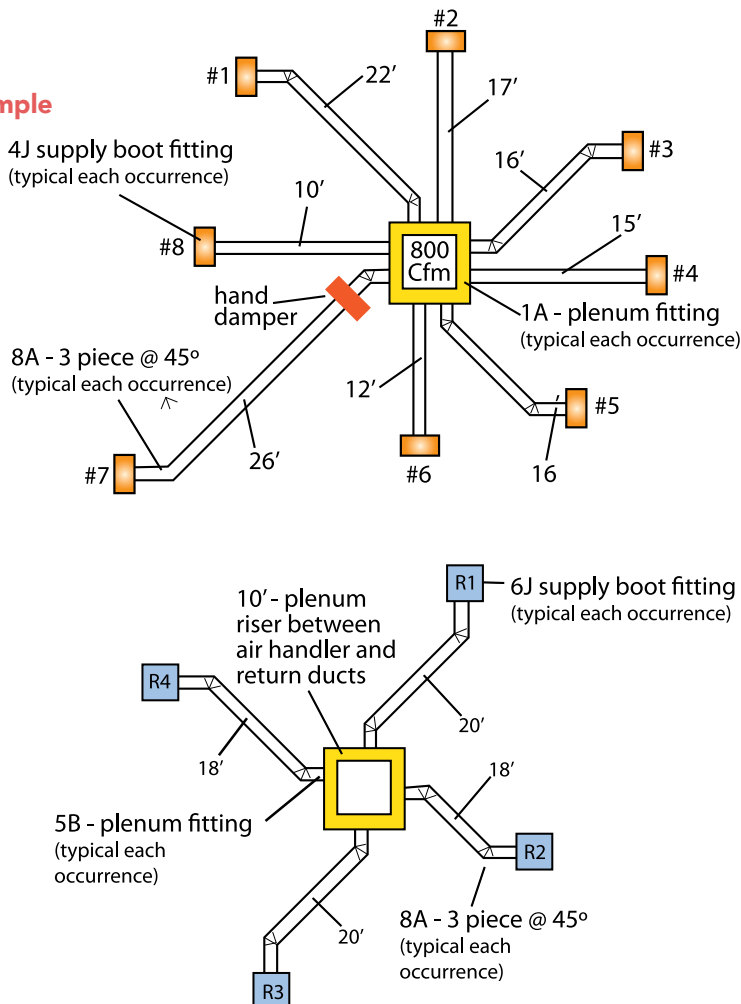 #2
#1
22'
mple
17'
4J supply boot fitting
(typical each occurrence)
16'
#3
10'
15'
#8
800
Cfm
#4
hand
damper
1A - plenum fitting
(typical each occurrence)
8A - 3 piece @ 45º
(typical each occurrence)
12'
#5
26'
16'
#7
#6
10' - plenum
riser between
air handler and
return ducts
R1
6J supply boot fitting
(typical each occurrence)
R4
20'
18'
18'
5B - plenum fitting
(typical each
occurrence)
R2
20'
8A - 3 piece @ 45º
(typical each
occurrence)
R3